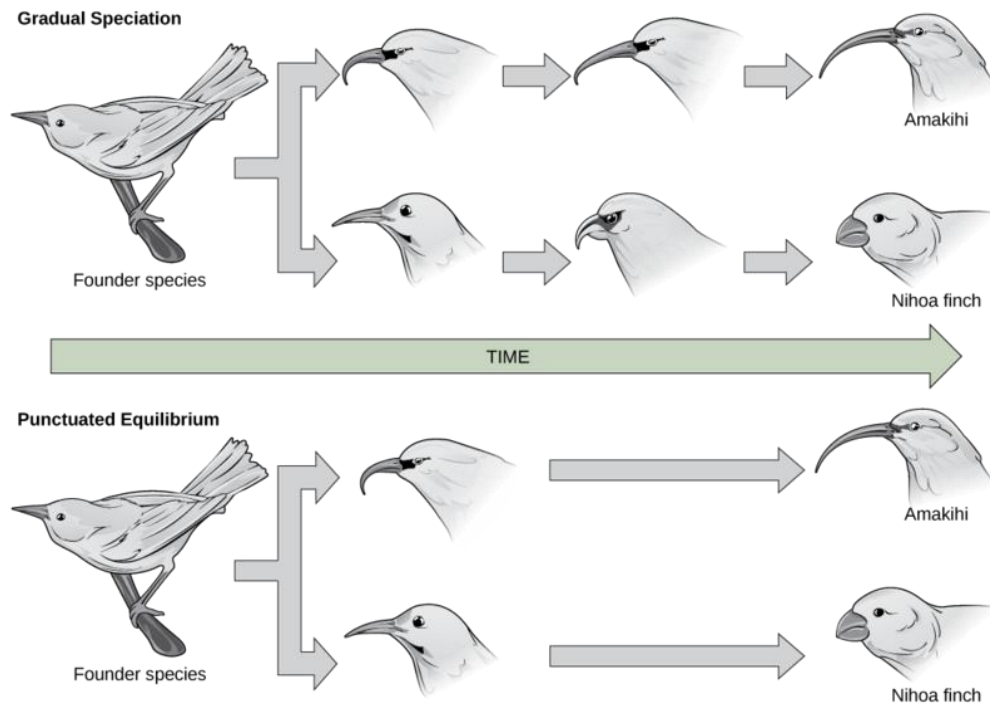 Gradual Speciation
Amakihi
Founder species
Nihoa finch
TIME
Punctuated Equilibrium
Amakihi
Founder species
Nihoa finch